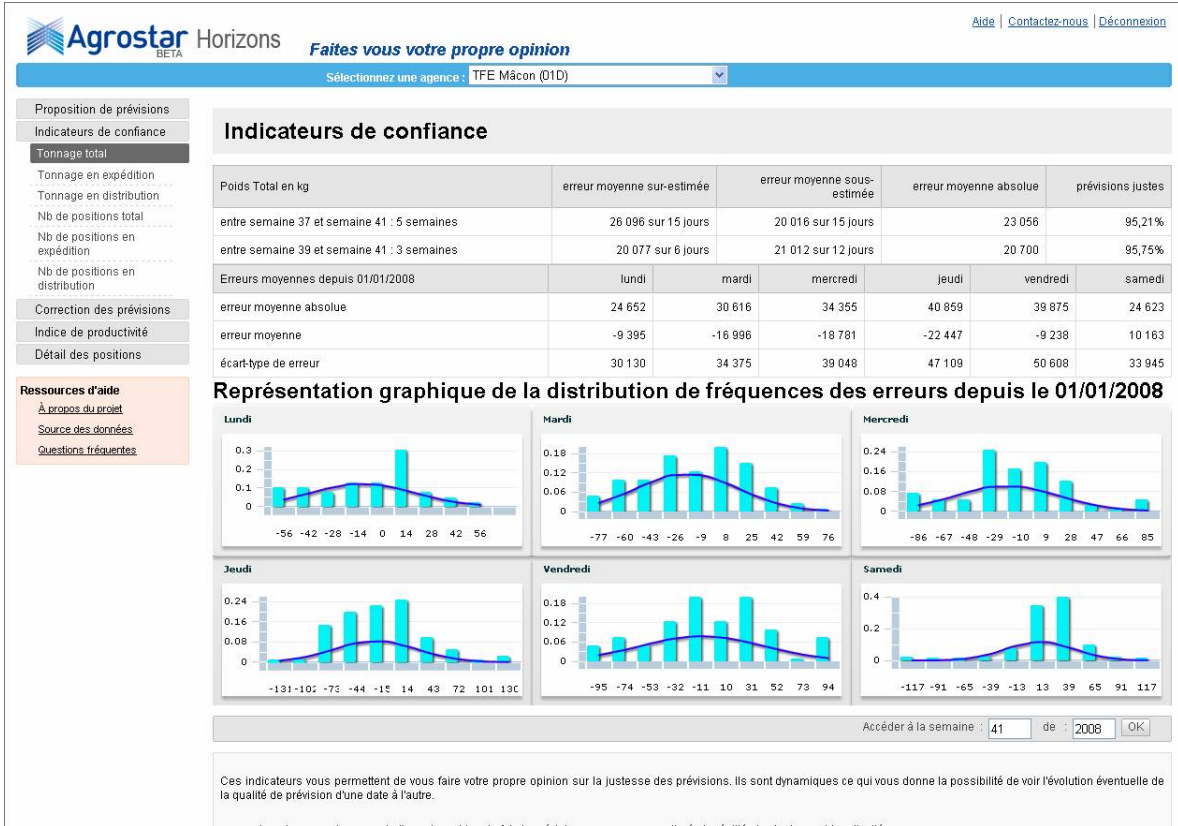 Aide | Contactez-nous | Déconnexion
Agrostar Horizons
BETA
Faites vous votre propre opinion
Sélectionnez une agence : TFE Mâcon (01D)
Proposition de prévisions
Indicateurs de confiance
Tonnage total
Tonnage en expédition
Tonnage en distribution
Nb de positions total
Nb de positions en
expédition
Nb de positions en
distribution
Correction des prévisions
Indice de productivité
Détail des positions
Ressources d'aide
À propos du projet
Source des données
Questions fréquentes
Indicateurs de confiance
Poids Total en kg erreur moyenne sur-estimée erreur moyenne sous-estimée erreur moyenne absolue prévisions justes
entre semaine 37 et semaine 41 : 5 semaines 26 096 sur 15 jours 20 016 sur 15 jours 23 056 95,21%
entre semaine 39 et semaine 41 : 3 semaines 20 077 sur 6 jours 21 012 sur 12 jours 20 700 95,75%
Erreurs moyennes depuis 01/01/2008 lundi mardi mercredi jeudi vendredi samedi
erreur moyenne absolue 24 652 30 616 34 355 40 859 39 875 24 623
erreur moyenne -9 395 -16 996 -18 781 -22 447 -9 238 10 163
écart-type de erreur 30 130 34 375 39 048 47 109 50 608 33 945
Représentation graphique de la distribution de fréquences des erreurs depuis le 01/01/2008
Lundi
0.3
0.2
0.1
0
-56 -42 -28 -14 0 14 28 42 56
Mardi
0.18
0.12
0.06
0
-77 -60 -43 -26 -9 8 25 42 59 76
Mercredi
0.24
0.16
0.08
0
-86 -67 -48 -29 -10 9 28 47 66 85
Jeudi
0.24
0.16
0.08
0
-131 -102 -73 -44 -15 14 43 72 101 130
Vendredi
0.18
0.12
0.06
0
-95 -74 -53 -32 -11 10 31 52 73 94
Samedi
0.4
0.2
0
-117 -91 -65 -39 -13 13 39 65 91 117
Accéder à la semaine : 41 de : 2008 OK
Ces indicateurs vous permettent de vous faire votre propre opinion sur la justesse des prévisions. Ils sont dynamiques ce qui vous donne la possibilité de voir l'évolution éventuelle de
la qualité de prévision d'une date à l'autre.